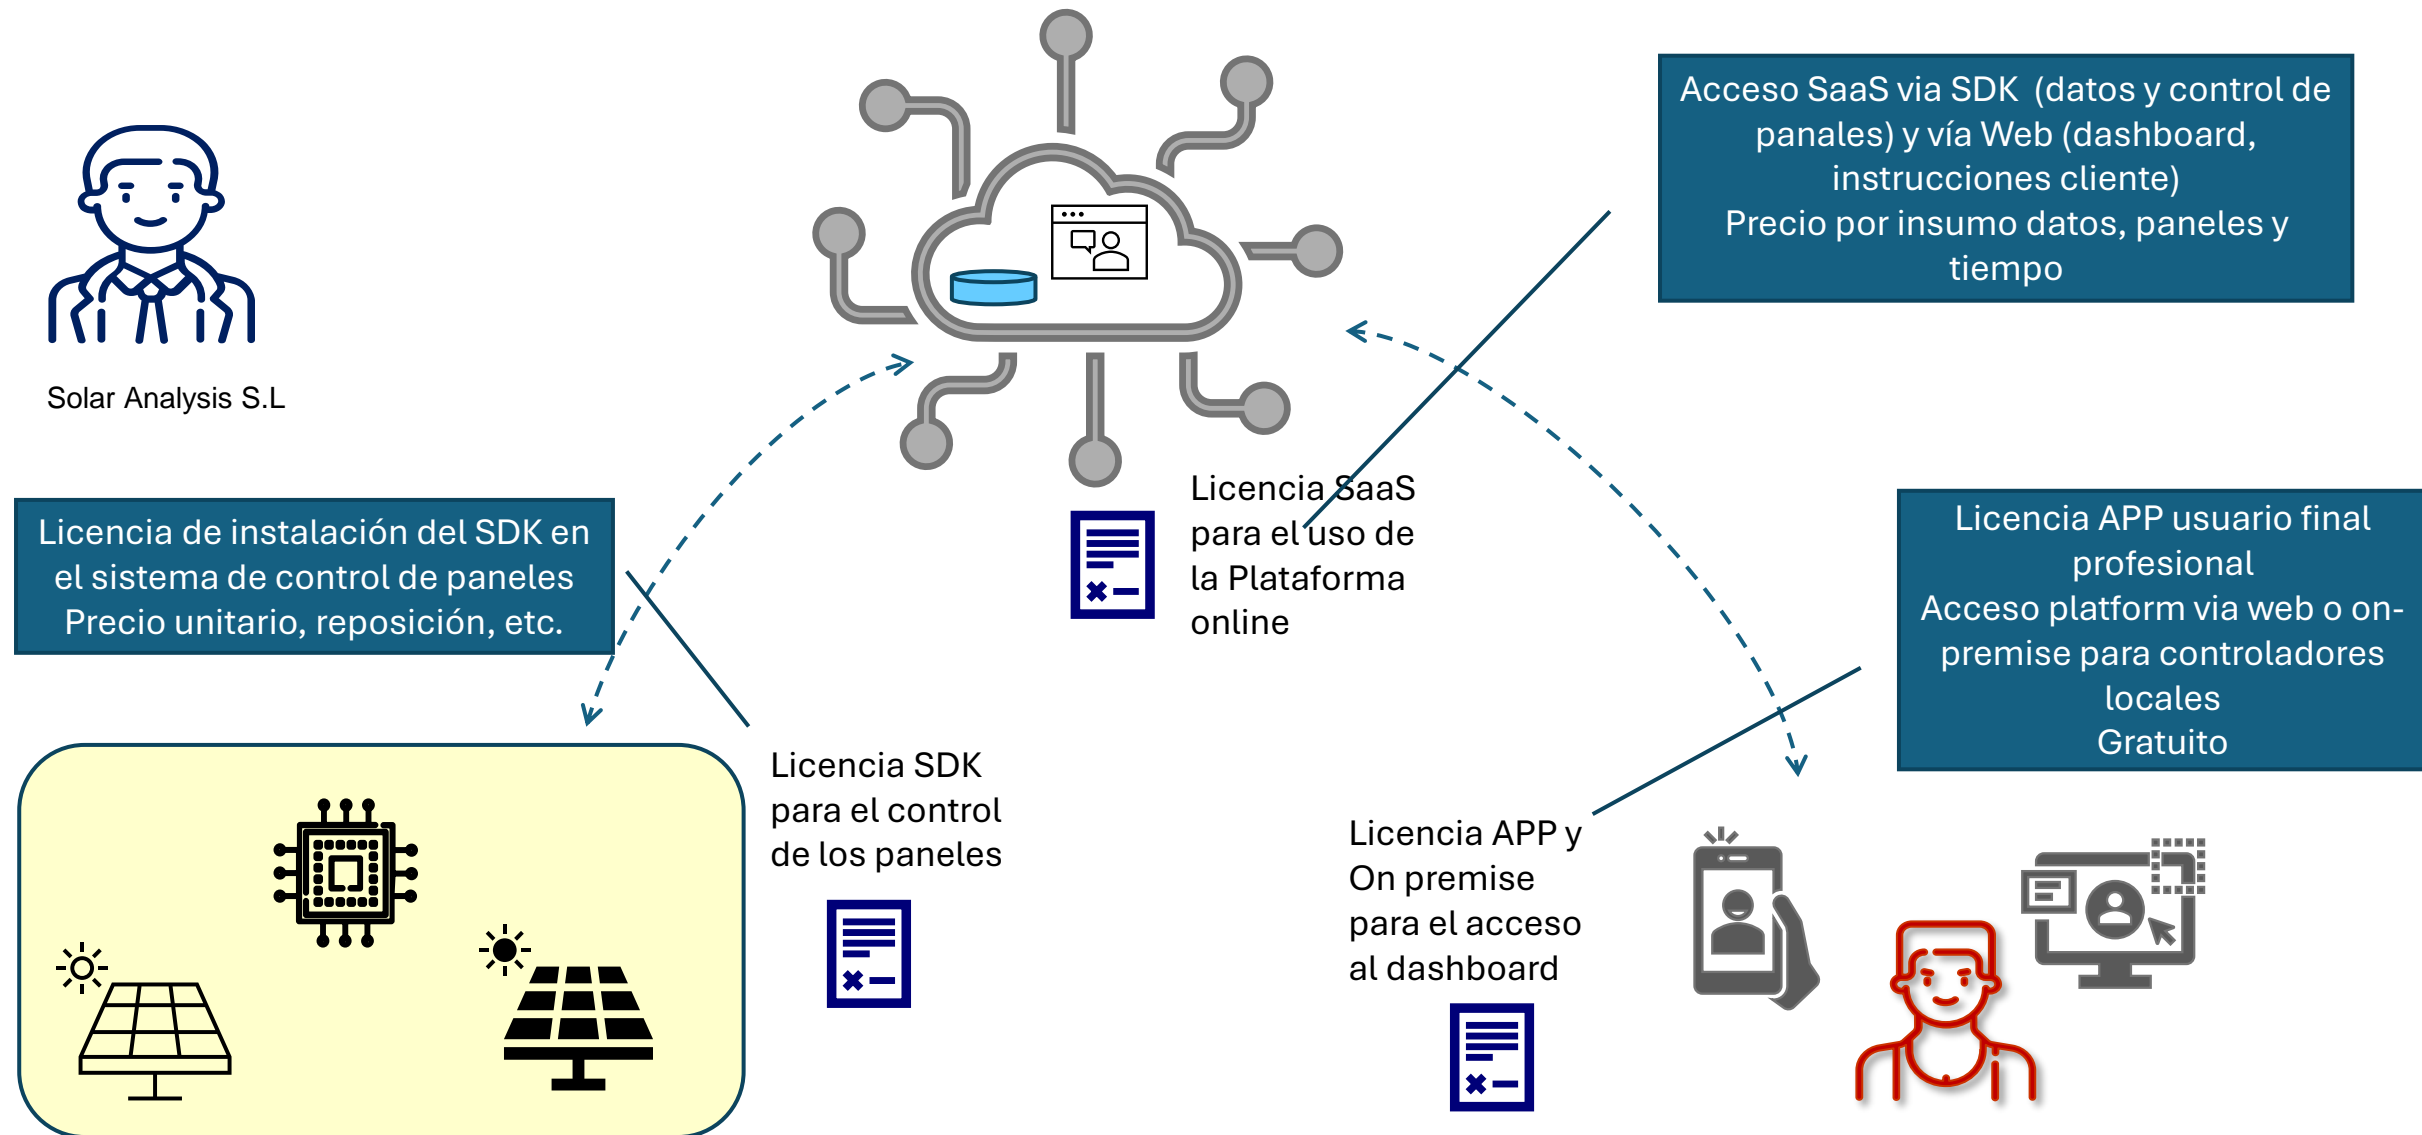 Solar Analysis S.L
Acceso SaaS via SDK (datos y control de
panales) y vía Web (dashboard,
instrucciones cliente)
Precio por insumo datos, paneles y
tiempo
Licencia SaaS
para el uso de
la Plataforma
online
Licencia de instalación del SDK en
el sistema de control de paneles
Precio unitario, reposición, etc.
Licencia APP usuario final
profesional
Acceso platform via web o on-
premise para controladores
locales
Gratuito
Licencia SDK
para el control
de los paneles
Licencia APP y
On premise
para el acceso
al dashboard